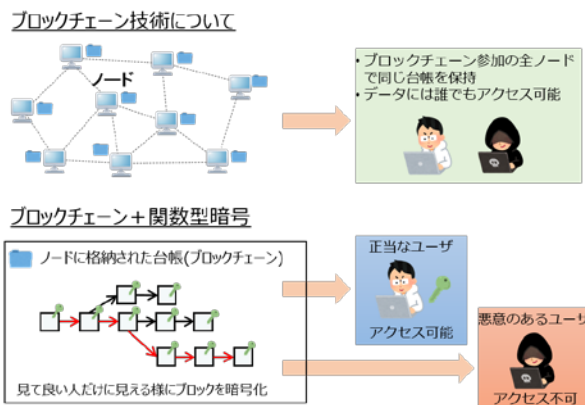 ブロックチェーン技術について
ノード
・ブロックチェーン参加の全ノード
で同じ台帳を保持
・データには誰でもアクセス可能
ブロックチェーン+関数型暗号
ノードに格納された台帳(ブロックチェーン)
見て良い人だけに見える様にブロックを暗号化
正当なユーザ
アクセス可能
悪意のあるユーザ
アクセス不可